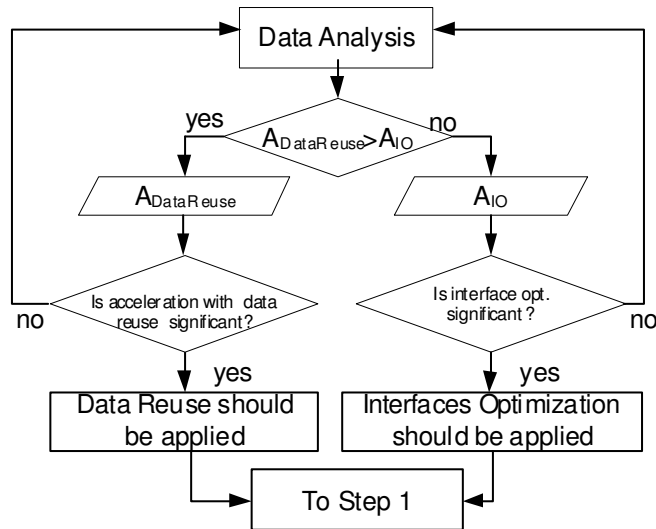 Data Analysis
yes
ADataReuse>AIO
no
ADataReuse
AIO
Is acceleration with data
reuse significant?
Is interface opt.
significant?
no
no
yes
yes
Data Reuse should
be applied
Interfaces Optimization
should be applied
To Step 1